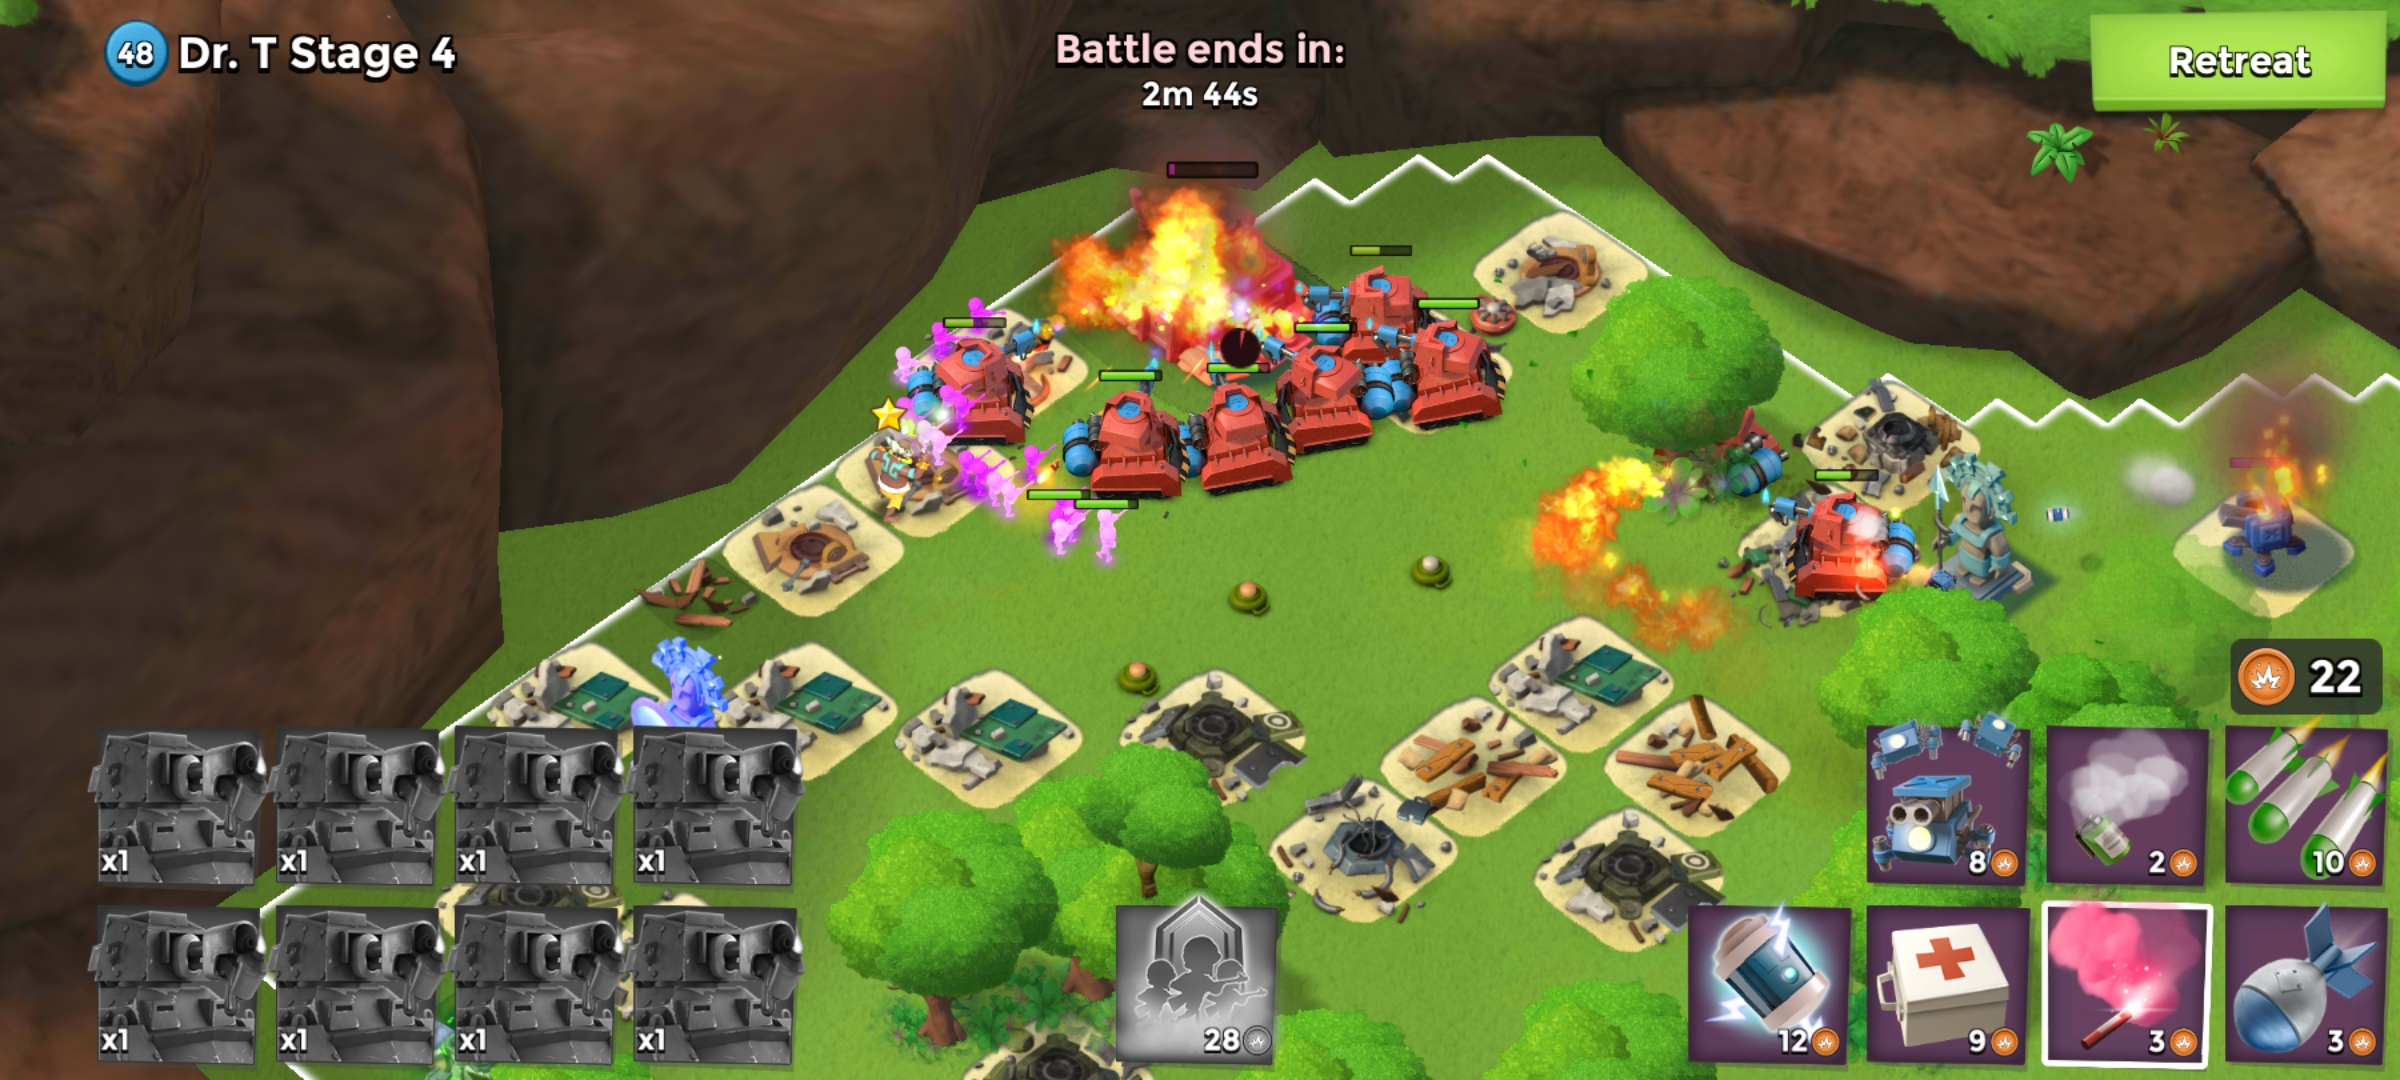 48 Dr. T Stage 4
Battle ends in:
2m 44s
Retreat
22
8
2
10
x1
x1
x1
x1
x1
x1
x1
x1
28
12
9
3
3